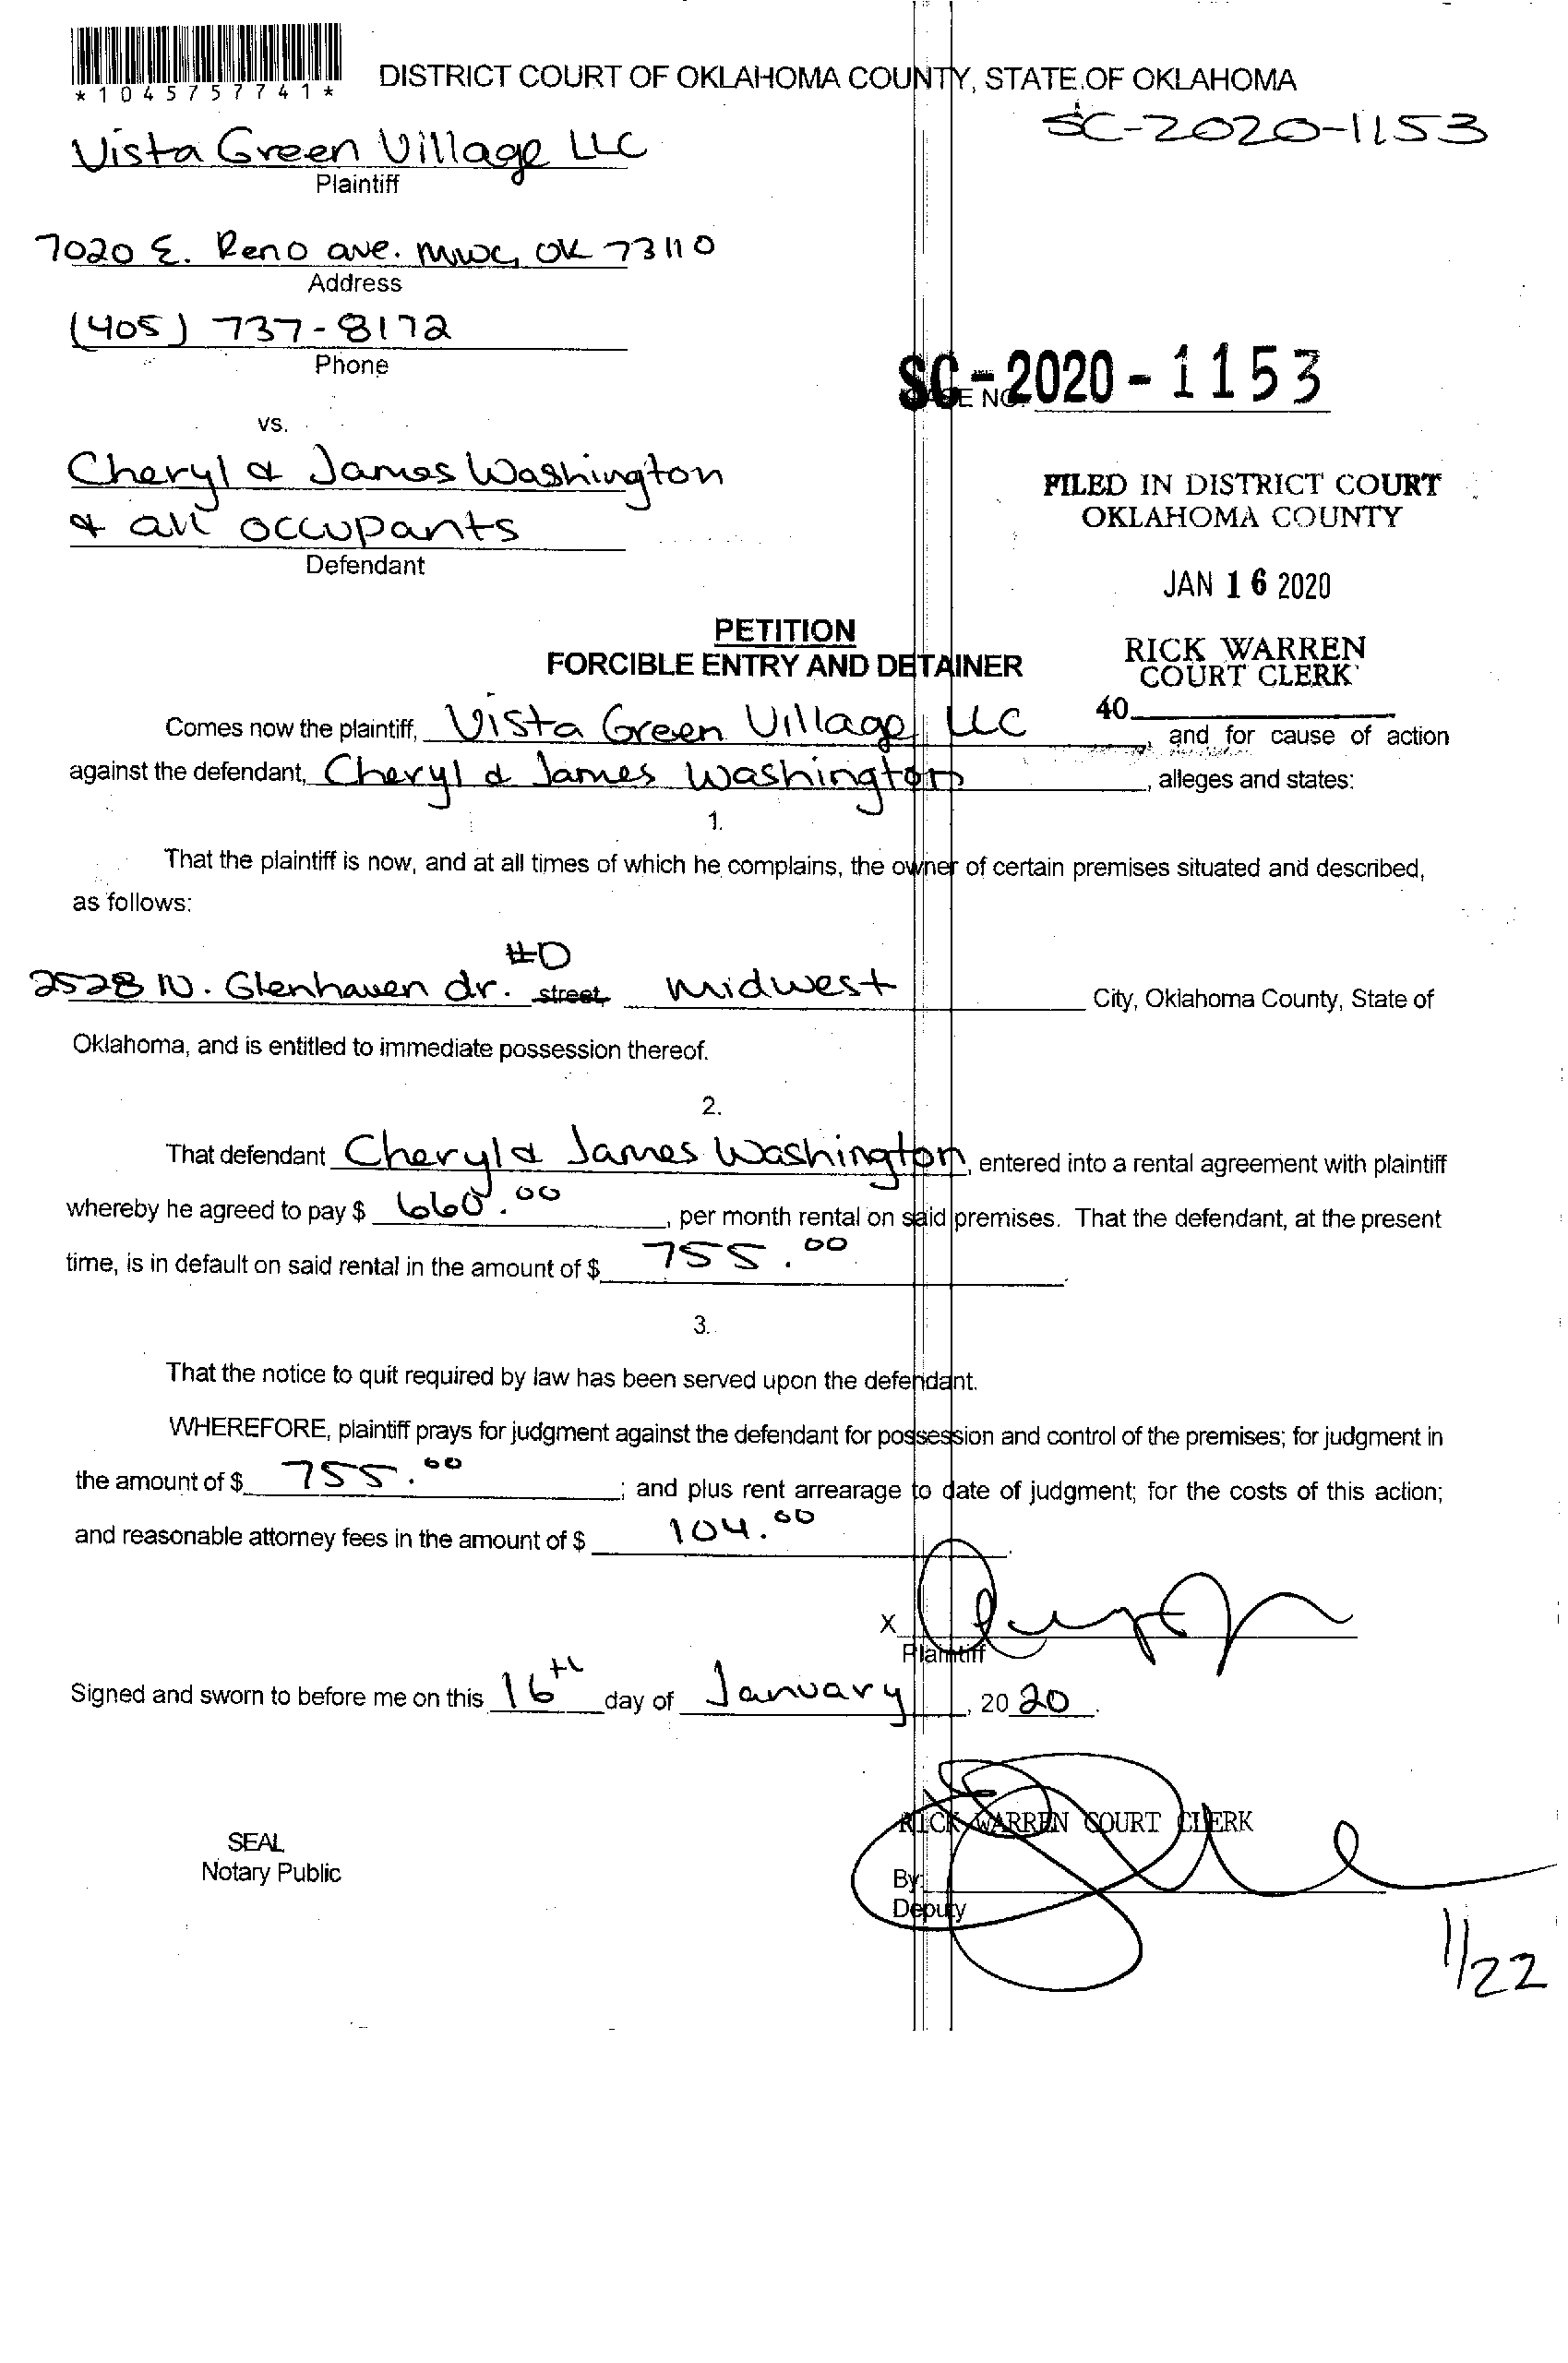 *1045757741*
DISTRICT COURT OF OKLAHOMA COUNTY, STATE OF OKLAHOMA
SC-2020-1153
Vista Green Village LLC
Plaintiff
7020 E. Reno ave. MWC, OK 73110
Address
(405) 737-8172
Phone
SC-2020-1153
CASE NO.
vs.
Cheryl & James Washington
& all occupants
Defendant
FILED IN DISTRICT COURT
OKLAHOMA COUNTY
JAN 16 2020
RICK WARREN
COURT CLERK
40
PETITION
FORCIBLE ENTRY AND DETAINER
Comes now the plaintiff, Vista Green Village LLC, and for cause of action
against the defendant, Cheryl & James Washington, alleges and states:
1.
That the plaintiff is now, and at all times of which he complains, the owner of certain premises situated and described,
as follows:
#D
2528 N. Glenhaven dr. street, midwest City, Oklahoma County, State of
Oklahoma, and is entitled to immediate possession thereof.
2.
That defendant Cheryl & James Washington, entered into a rental agreement with plaintiff
whereby he agreed to pay $ 660.00, per month rental on said premises. That the defendant, at the present
time, is in default on said rental in the amount of $ 755.00.
3.
That the notice to quit required by law has been served upon the defendant.
WHEREFORE, plaintiff prays for judgment against the defendant for possession and control of the premises; for judgment in
the amount of $ 755.00; and plus rent arrearage to date of judgment; for the costs of this action;
and reasonable attorney fees in the amount of $ 104.00.
X
Plaintiff
Signed and sworn to before me on this 16th day of January, 2020.
RICK WARREN COURT CLERK
SEAL
Notary Public
By:
Deputy
1/22